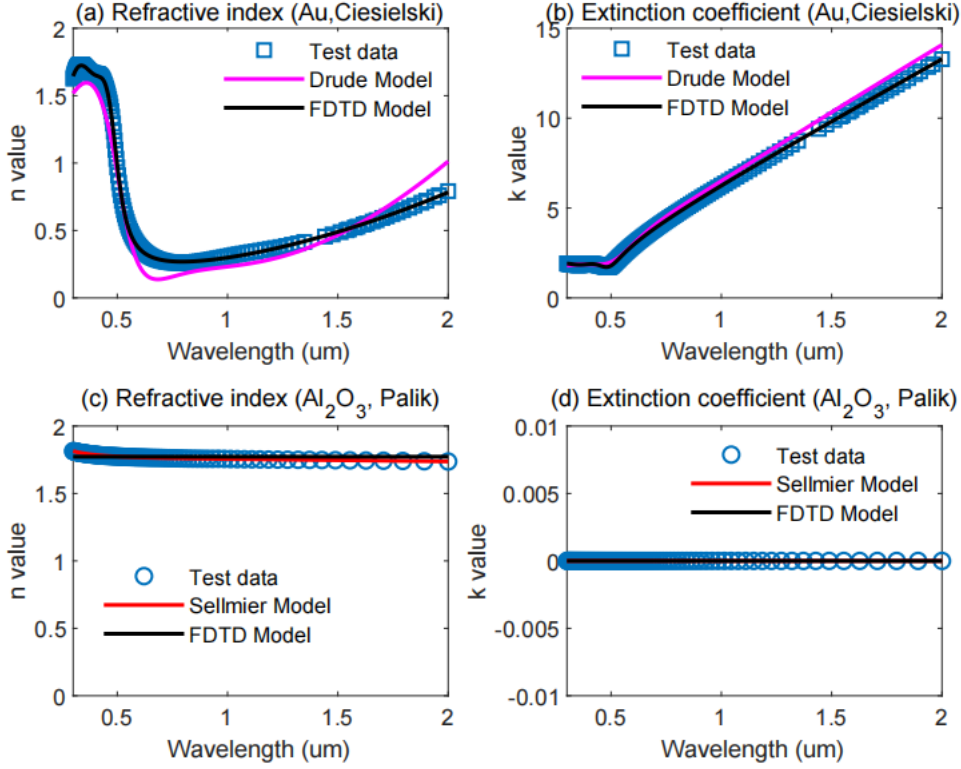 (a) Refractive index (Au,Ciesielski)
n value
2
1.5
1
0.5
0
Test data
Drude Model
FDTD Model
0.5
1
1.5
2
Wavelength (um)
(b) Extinction coefficient (Au,Ciesielski)
k value
15
10
5
0
Test data
Drude Model
FDTD Model
0.5
1
1.5
2
Wavelength (um)
(c) Refractive index (Al₂O₃, Palik)
n value
2
1.5
1
0.5
0
Test data
Sellmier Model
FDTD Model
0.5
1
1.5
2
Wavelength (um)
(d) Extinction coefficient (Al₂O₃, Palik)
k value
0.01
0.005
0
-0.005
-0.01
Test data
Sellmier Model
FDTD Model
0.5
1
1.5
2
Wavelength (um)